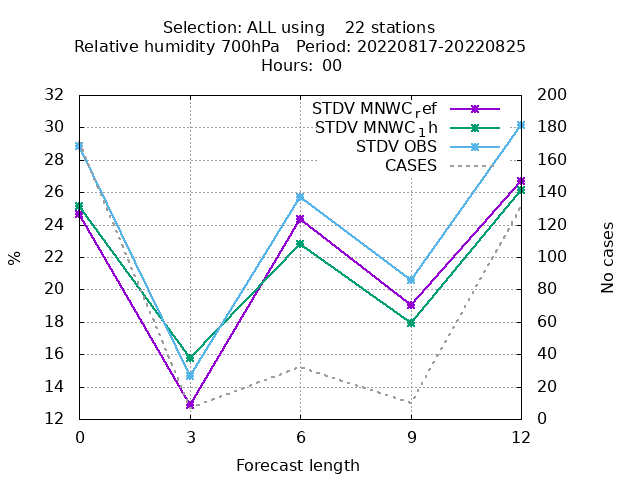 Selection: ALL using    22 stations
Relative humidity 700hPa   Period: 20220817-20220825
Hours: 00
STDV MNWC_ref
STDV MNWC_1h
STDV OBS
CASES
32
30
28
26
24
22
20
18
16
14
12
200
180
160
140
120
100
80
60
40
20
0
%
No cases
0 3 6 9 12
Forecast length